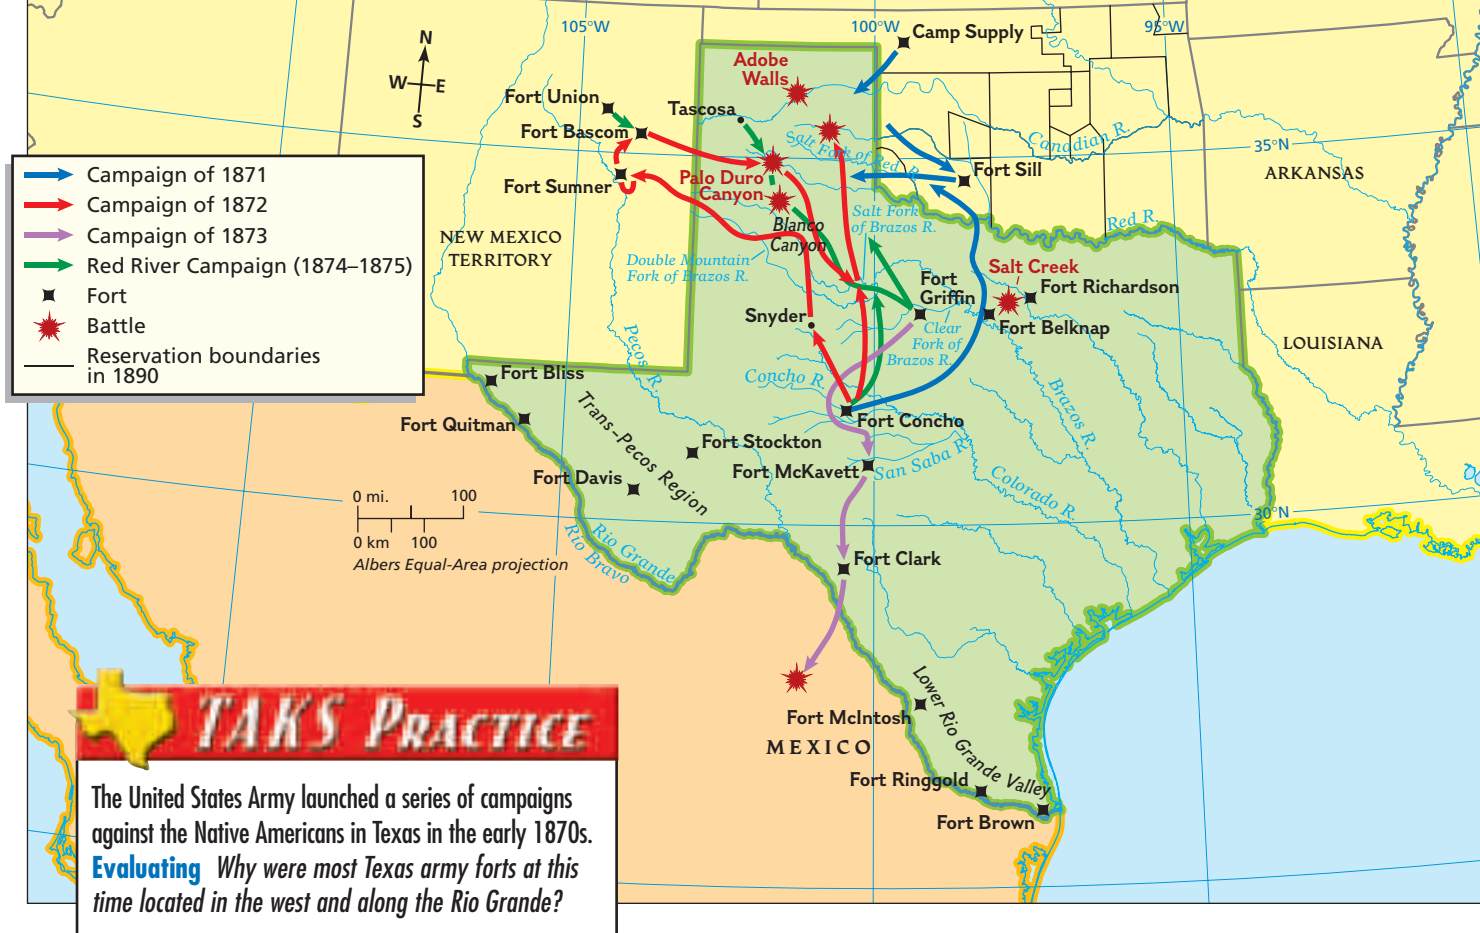 105°W
100°W
95°W
N
W
E
S
Camp Supply
Adobe
Walls
Fort Union
Tascosa
Fort Bascom
Canadian R.
Salt Fork of Red R.
35°N
Fort Sill
ARKANSAS
Fort Sumner
Palo Duro
Canyon
Campaign of 1871
Campaign of 1872
Campaign of 1873
Red River Campaign (1874–1875)
Fort
Battle
Reservation boundaries
in 1890
NEW MEXICO
TERRITORY
Blanco
Canyon
Salt Fork
of Brazos R.
Red R.
Double Mountain
Fork of Brazos R.
Salt Creek
Fort
Griffin
Fort Richardson
Snyder
Fort Belknap
Clear
Fork of
Brazos R.
LOUISIANA
Pecos R.
Fort Bliss
Concho R.
Brazos R.
Fort Quitman
Trans-Pecos Region
Fort Concho
Fort Stockton
Fort McKavett
San Saba R.
Fort Davis
Colorado R.
0 mi.
100
0 km
100
Albers Equal-Area projection
30°N
Rio Grande
Rio Bravo
Fort Clark
Lower Rio Grande Valley
Fort McIntosh
MEXICO
Fort Ringgold
Fort Brown
TAKS PRACTICE
The United States Army launched a series of campaigns
against the Native Americans in Texas in the early 1870s.
Evaluating Why were most Texas army forts at this
time located in the west and along the Rio Grande?